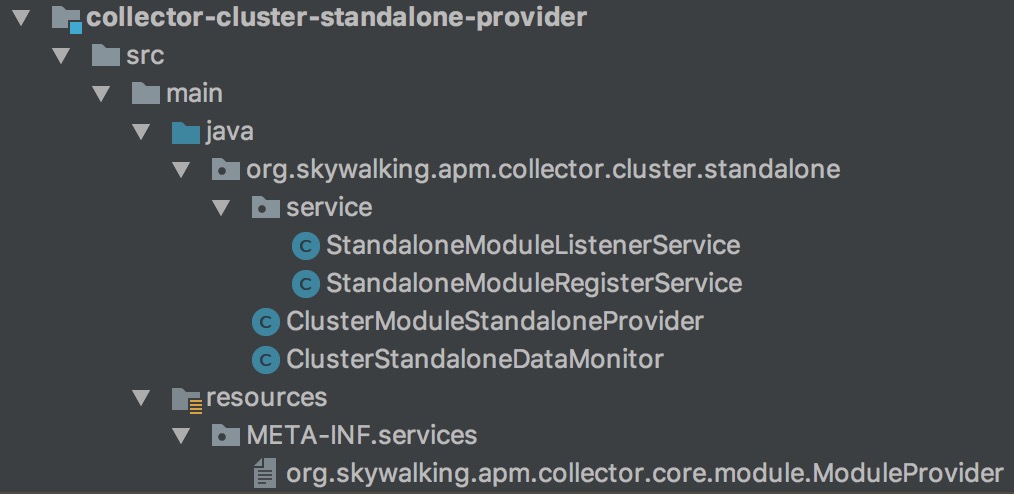 collector-cluster-standalone-provider
src
main
java
org.skywalking.apm.collector.cluster.standalone
service
C StandaloneModuleListenerService
C StandaloneModuleRegisterService
C ClusterModuleStandaloneProvider
C ClusterStandaloneDataMonitor
resources
META-INF.services
org.skywalking.apm.collector.core.module.ModuleProvider